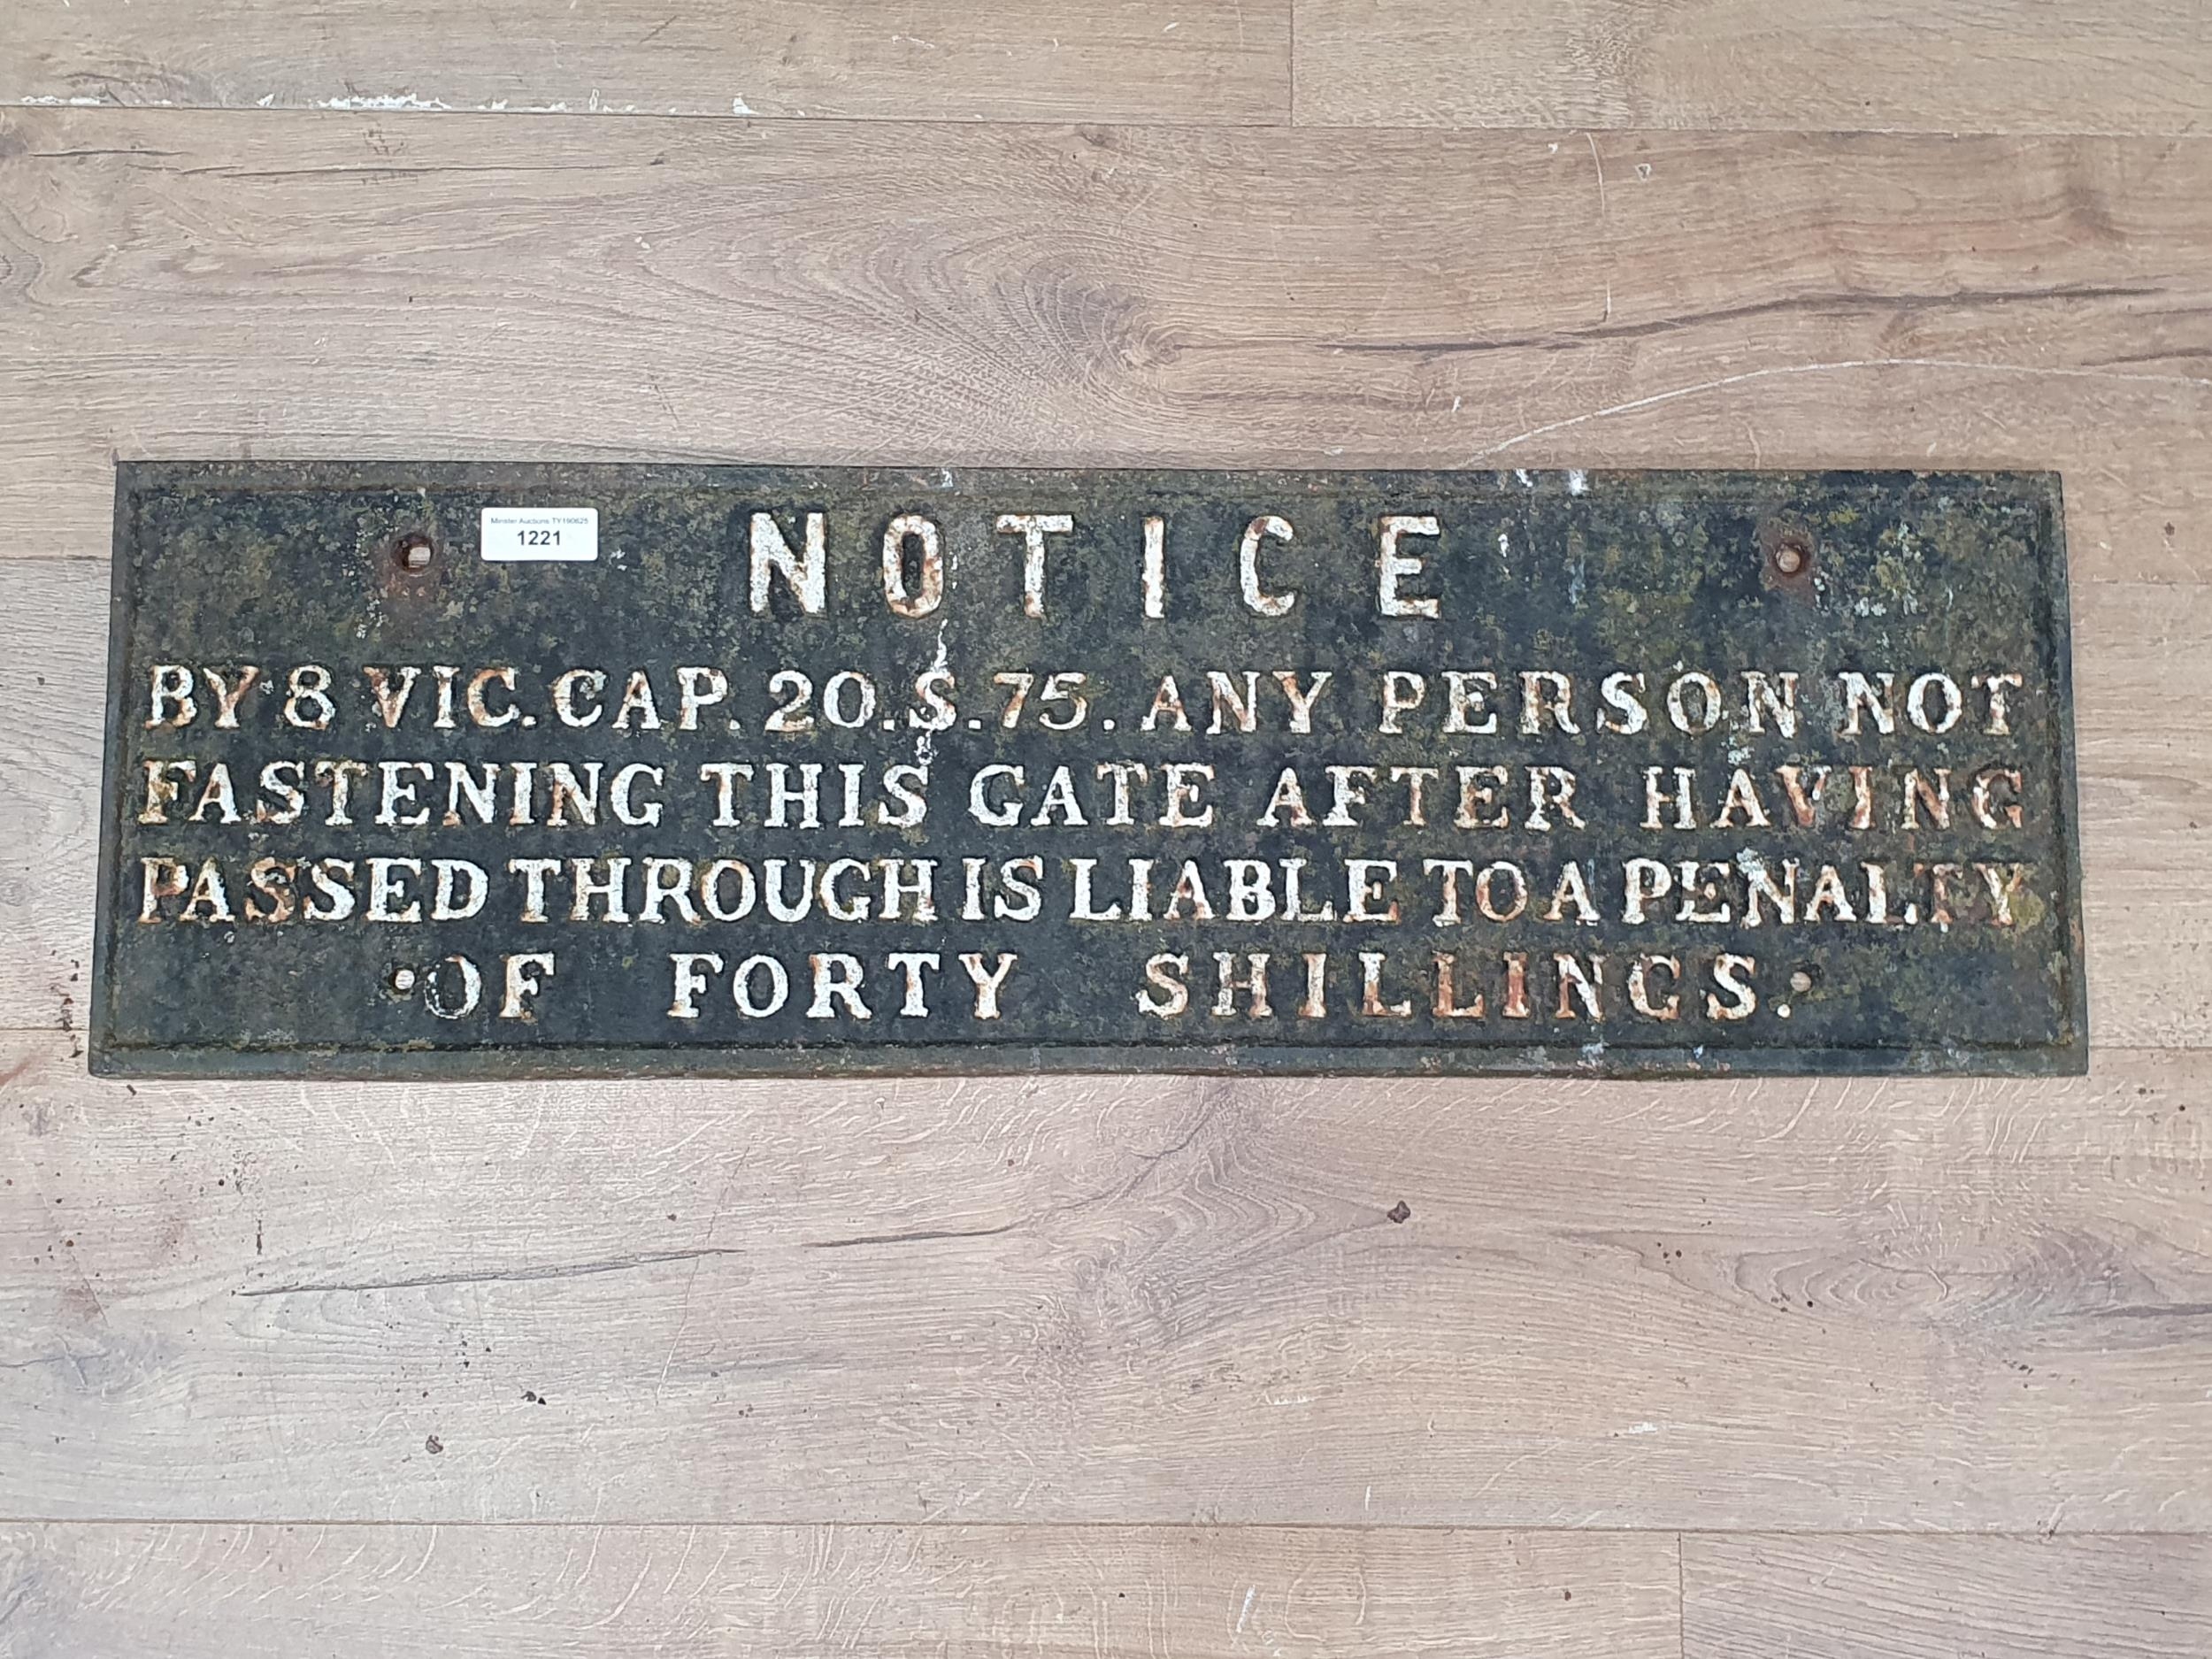 Minster Auctions TY190625
1221
NOTICE
BY 8 VIC. CAP. 20. S. 75. ANY PERSON NOT
FASTENING THIS GATE AFTER HAVING
PASSED THROUGH IS LIABLE TO A PENALTY
OF FORTY SHILLINGS.